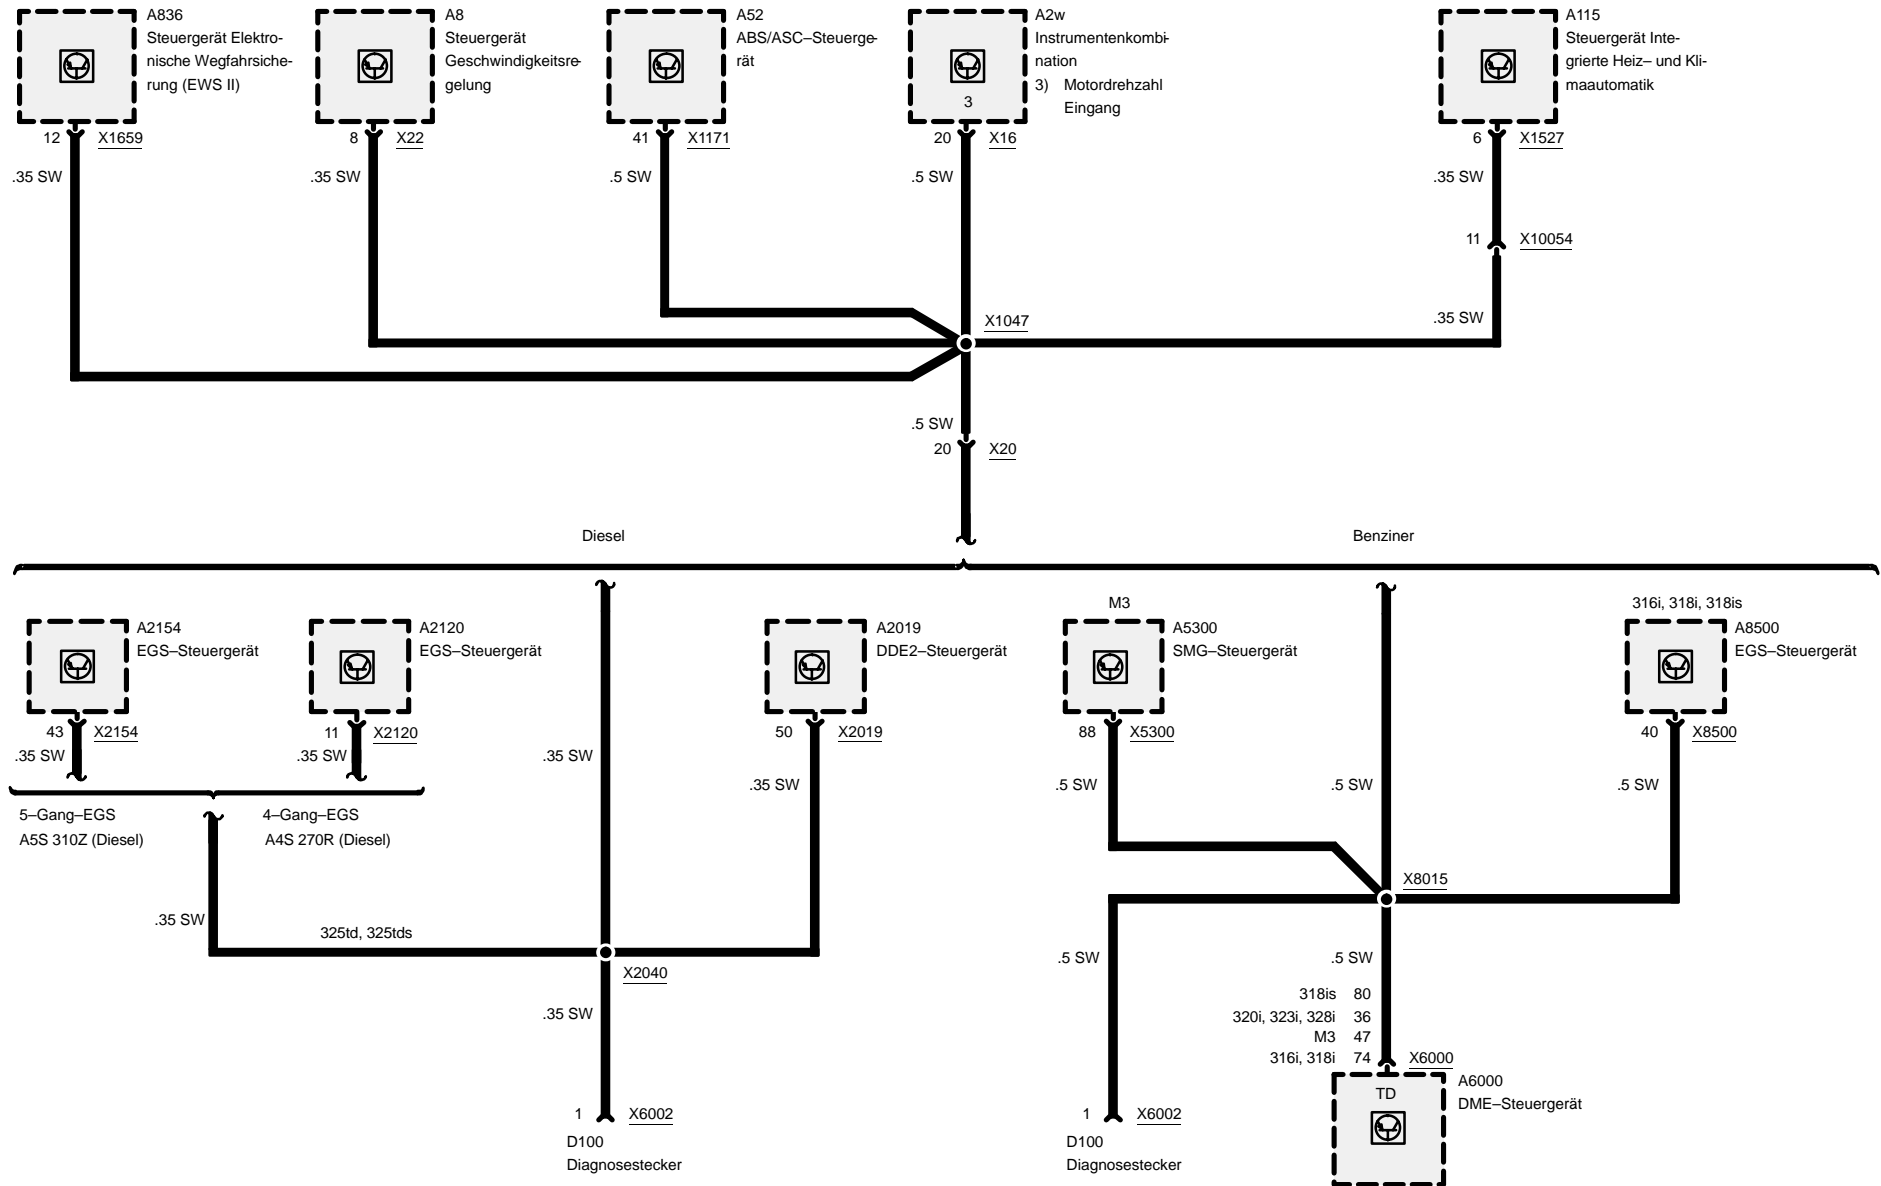 A836
Steuergerät Elektro-
nische Wegfahrsiche-
rung (EWS II)
12 X1659
.35 SW
A8
Steuergerät
Geschwindigkeitsre-
gelung
8 X22
.35 SW
A52
ABS/ASC–Steuerge-
rät
41 X1171
.5 SW
A2w
Instrumentenkombi-
nation
3) Motordrehzahl
Eingang
3
20 X16
.5 SW
A115
Steuergerät Inte-
grierte Heiz– und Kli-
maautomatik
6 X1527
.35 SW
11 X10054
.35 SW
X1047
.5 SW
20 X20
Diesel
Benziner
A2154
EGS–Steuergerät
43 X2154
.35 SW
A2120
EGS–Steuergerät
11 X2120
.35 SW
5–Gang–EGS
A5S 310Z (Diesel)
4–Gang–EGS
A4S 270R (Diesel)
.35 SW
325td, 325tds
.35 SW
A2019
DDE2–Steuergerät
50 X2019
.35 SW
X2040
.35 SW
1 X6002
D100
Diagnosestecker
M3
A5300
SMG–Steuergerät
88 X5300
.5 SW
.5 SW
316i, 318i, 318is
A8500
EGS–Steuergerät
40 X8500
.5 SW
X8015
.5 SW
.5 SW
318is 80
320i, 323i, 328i 36
M3 47
316i, 318i 74 X6000
A6000
DME–Steuergerät
TD
1 X6002
D100
Diagnosestecker